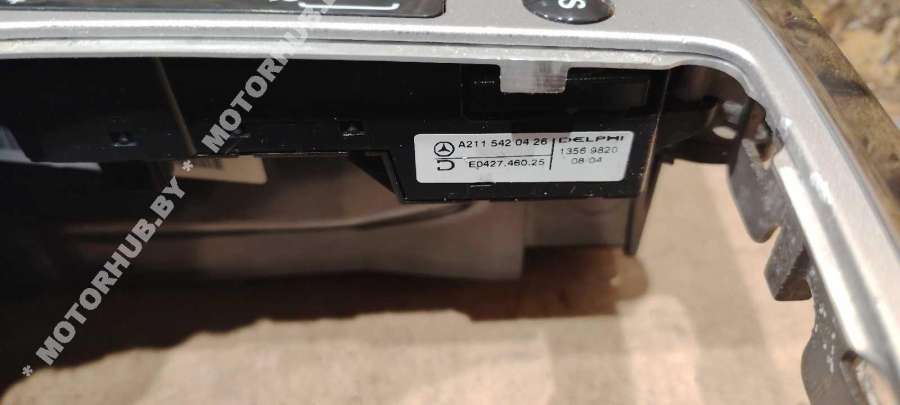 S
A211 542 04 26 DELPHI
E0427.460.25 1356 9820
08 04
* MOTORHUB.BY * MOTORHUB.BY *